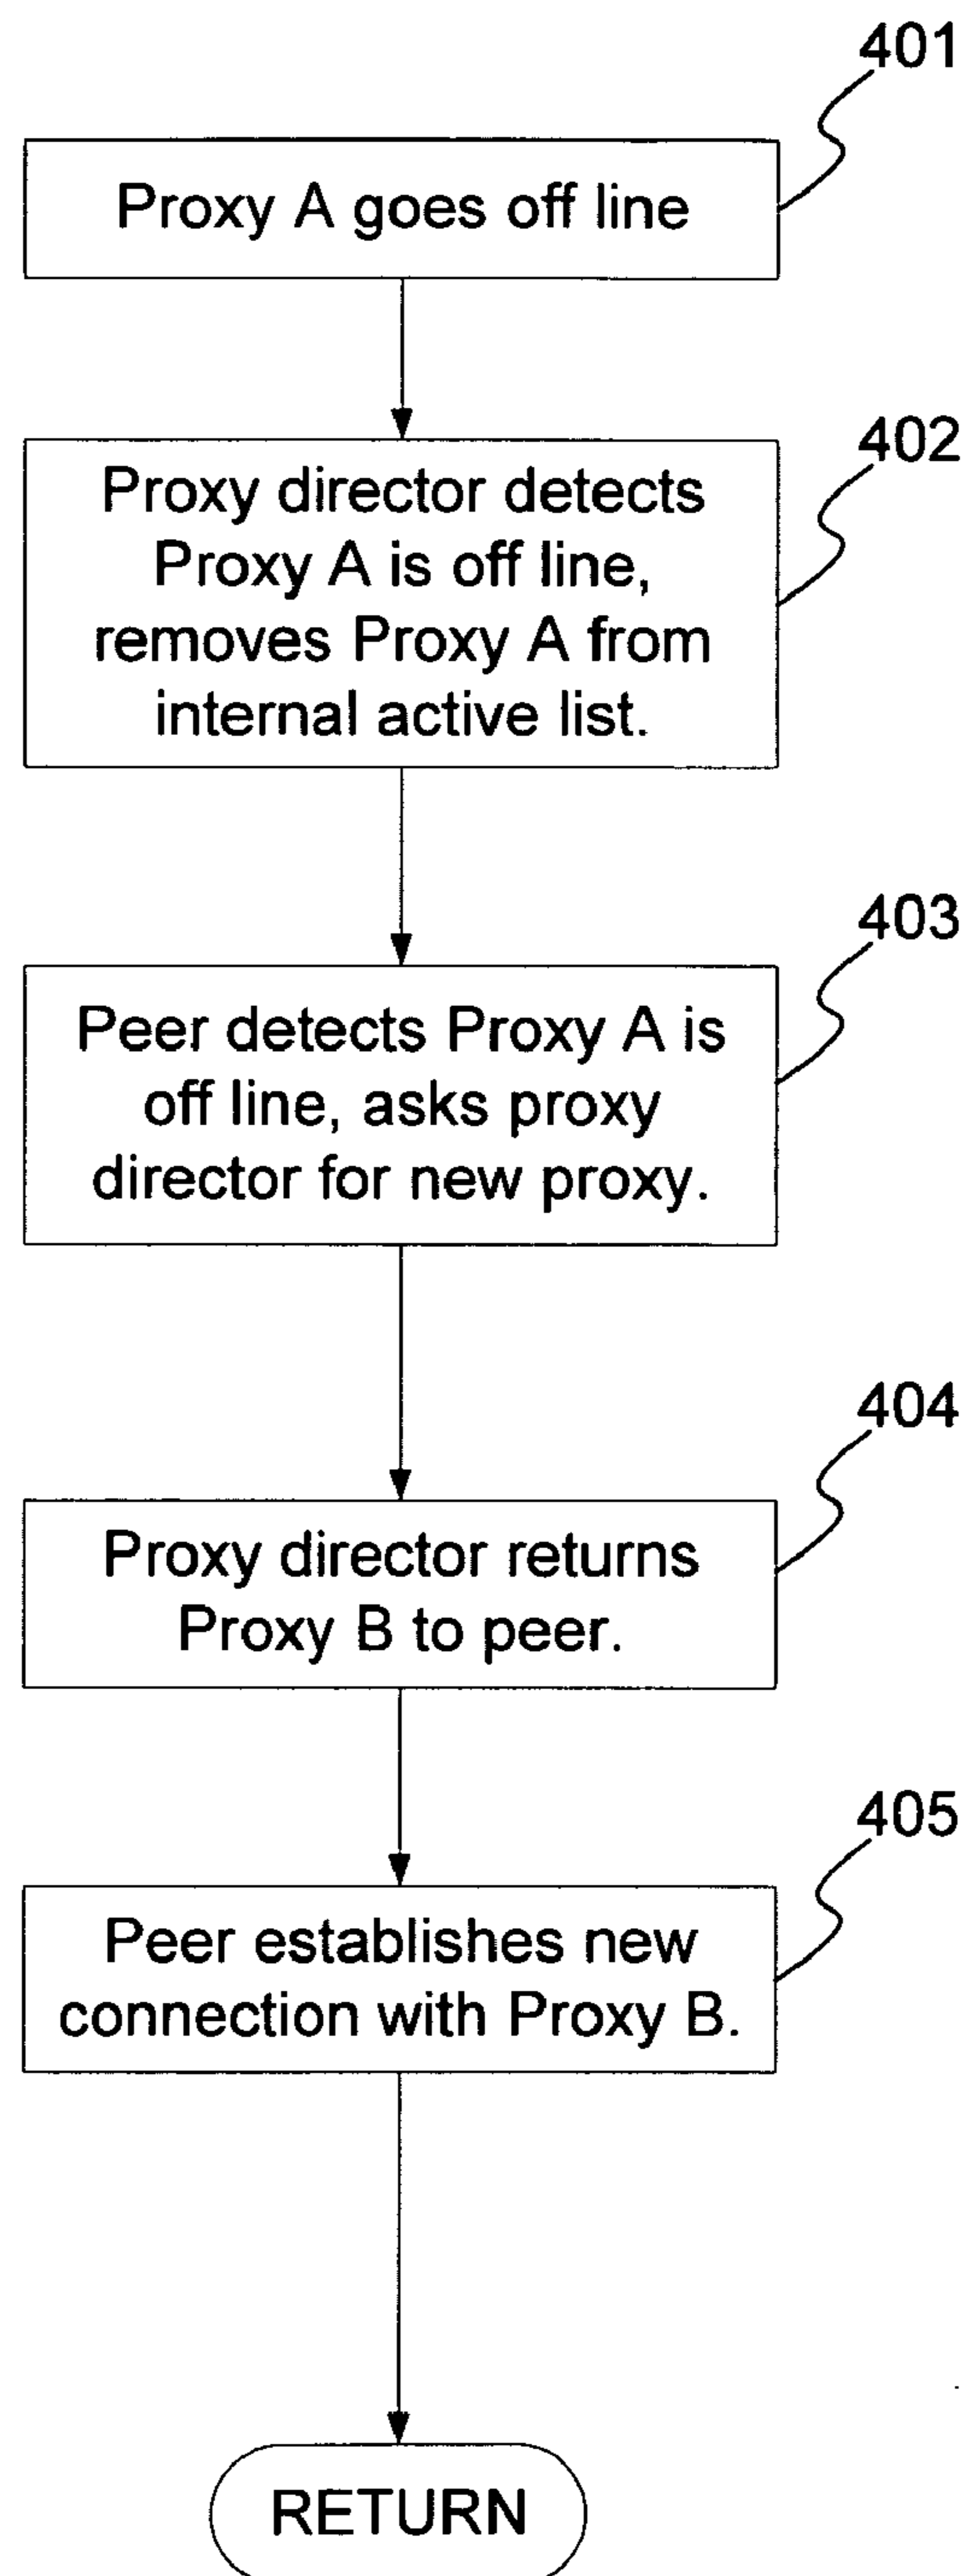 401
Proxy A goes off line
402
Proxy director detects
Proxy A is off line,
removes Proxy A from
internal active list.
403
Peer detects Proxy A is
off line, asks proxy
director for new proxy.
404
Proxy director returns
Proxy B to peer.
405
Peer establishes new
connection with Proxy B.
RETURN